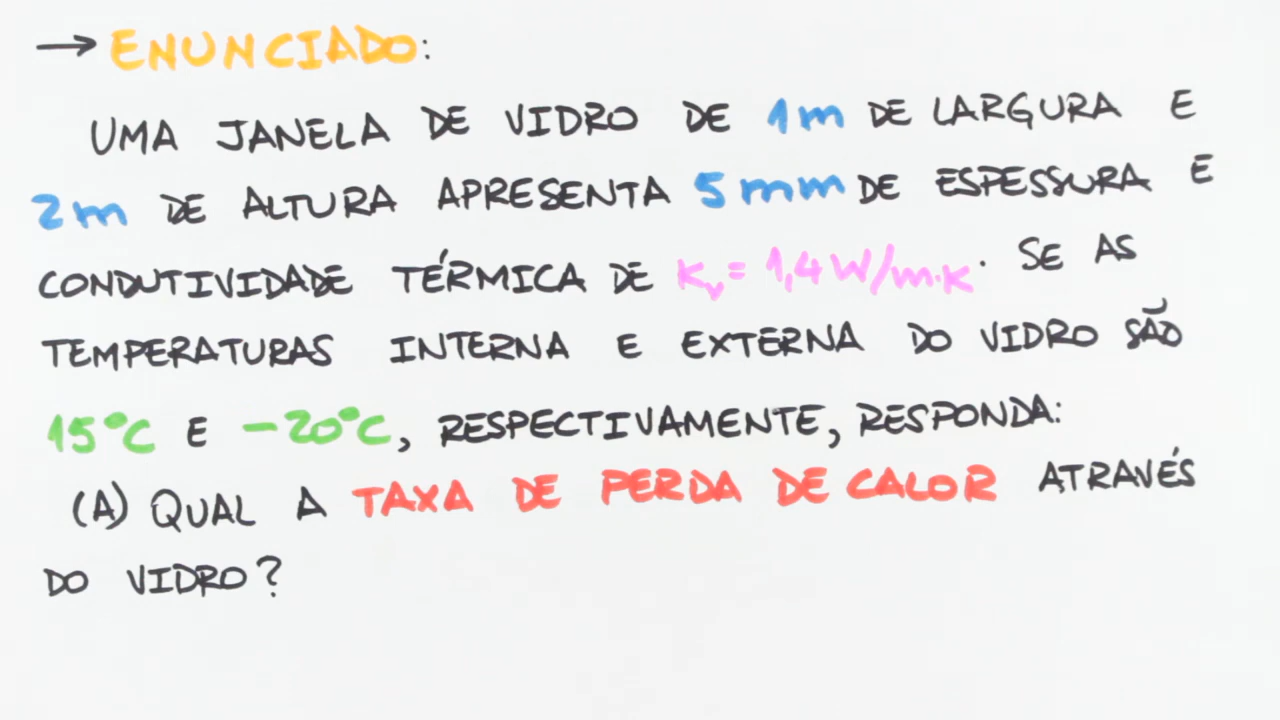 → ENUNCIADO:
UMA JANELA DE VIDRO DE 1m DE LARGURA E
2m DE ALTURA APRESENTA 5mm DE ESPESSURA E
CONDUTIVIDADE TÉRMICA DE Kv = 1,4 W/m·K. SE AS
TEMPERATURAS INTERNA E EXTERNA DO VIDRO SÃO
15°C E -20°C, RESPECTIVAMENTE, RESPONDA:
(A) QUAL A TAXA DE PERDA DE CALOR ATRAVÉS
DO VIDRO?